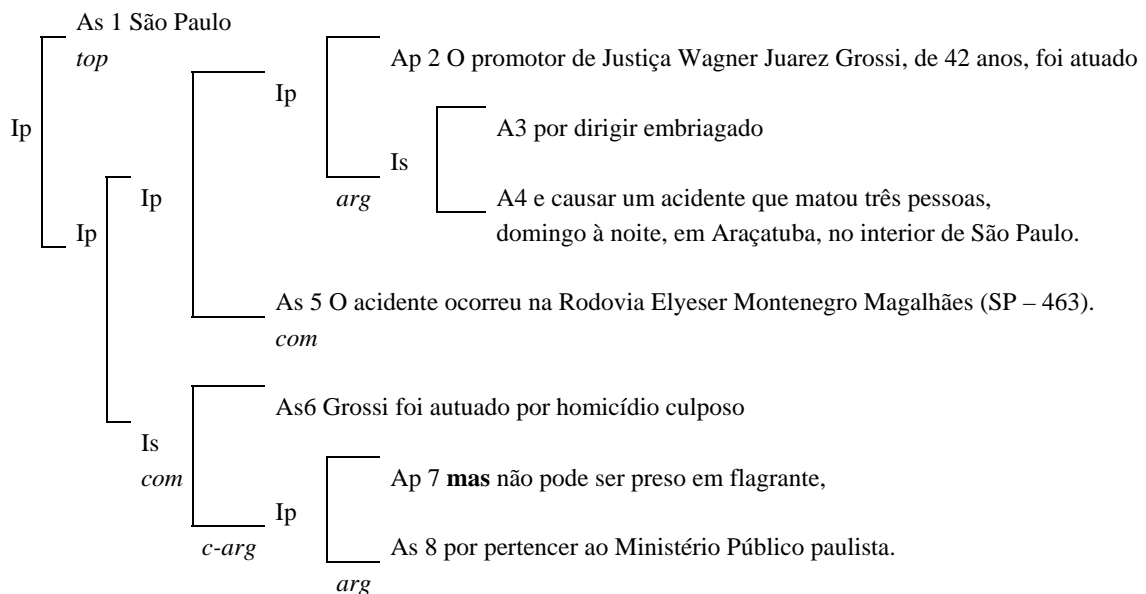 As 1 São Paulo
top
Ip
Ap 2 O promotor de Justiça Wagner Juarez Grossi, de 42 anos, foi atuado
Ip
A3 por dirigir embriagado
Is
arg
Ip
A4 e causar um acidente que matou três pessoas,
domingo à noite, em Araçatuba, no interior de São Paulo.
Ip
As 5 O acidente ocorreu na Rodovia Elyeser Montenegro Magalhães (SP – 463).
com
As6 Grossi foi autuado por homicídio culposo
Is
com
Ap 7 mas não pode ser preso em flagrante,
Ip
c-arg
As 8 por pertencer ao Ministério Público paulista.
arg